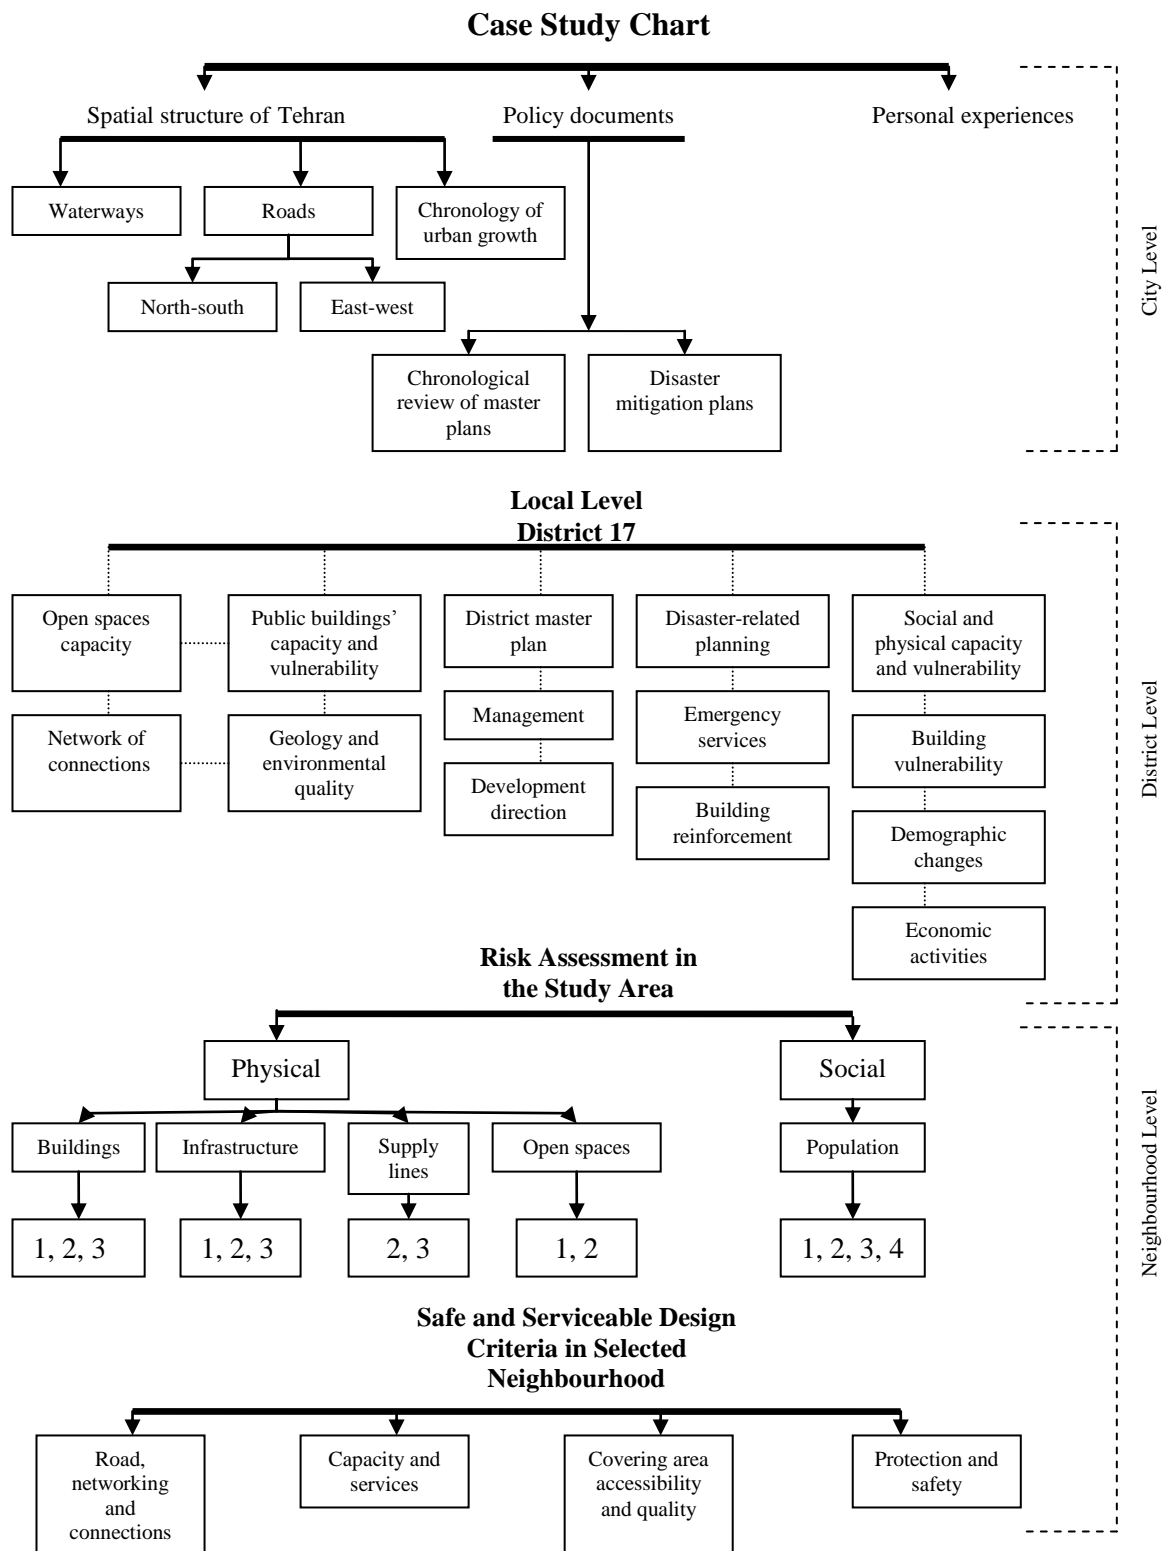 Case Study Chart
Spatial structure of Tehran
Policy documents
Personal experiences
Waterways
Roads
Chronology of
urban growth
North-south
East-west
Chronological
review of master
plans
Disaster
mitigation plans
City Level
Local Level
District 17
Open spaces
capacity
Public buildings’
capacity and
vulnerability
District master
plan
Disaster-related
planning
Social and
physical capacity
and vulnerability
Network of
connections
Geology and
environmental
quality
Management
Development
direction
Emergency
services
Building
reinforcement
Building
vulnerability
Demographic
changes
Economic
activities
District Level
Risk Assessment in
the Study Area
Physical
Social
Buildings
Infrastructure
Supply
lines
Open spaces
Population
1, 2, 3
1, 2, 3
2, 3
1, 2
1, 2, 3, 4
Neighbourhood Level
Safe and Serviceable Design
Criteria in Selected
Neighbourhood
Road,
networking
and
connections
Capacity and
services
Covering area
accessibility
and quality
Protection and
safety